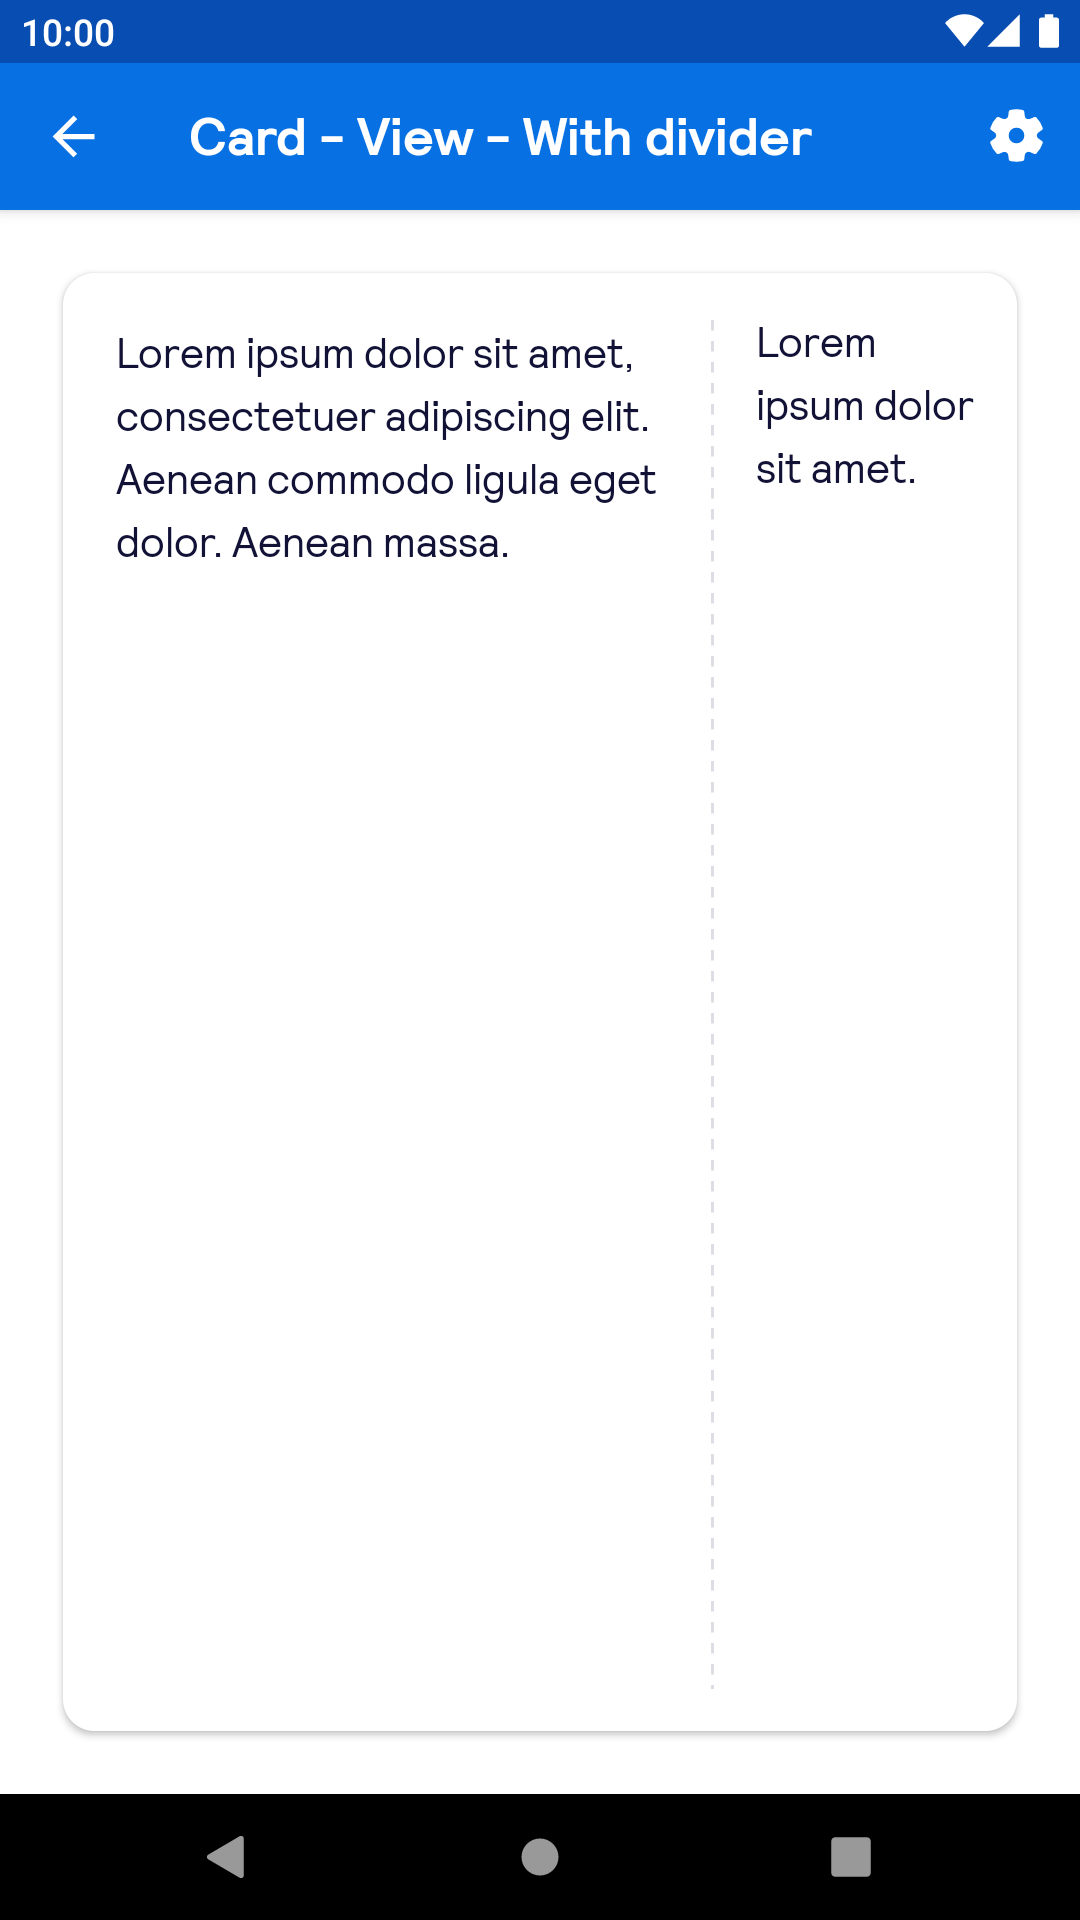 10:00
Card - View - With divider
Lorem ipsum dolor sit amet,
consectetuer adipiscing elit.
Aenean commodo ligula eget
dolor. Aenean massa.
Lorem
ipsum dolor
sit amet.